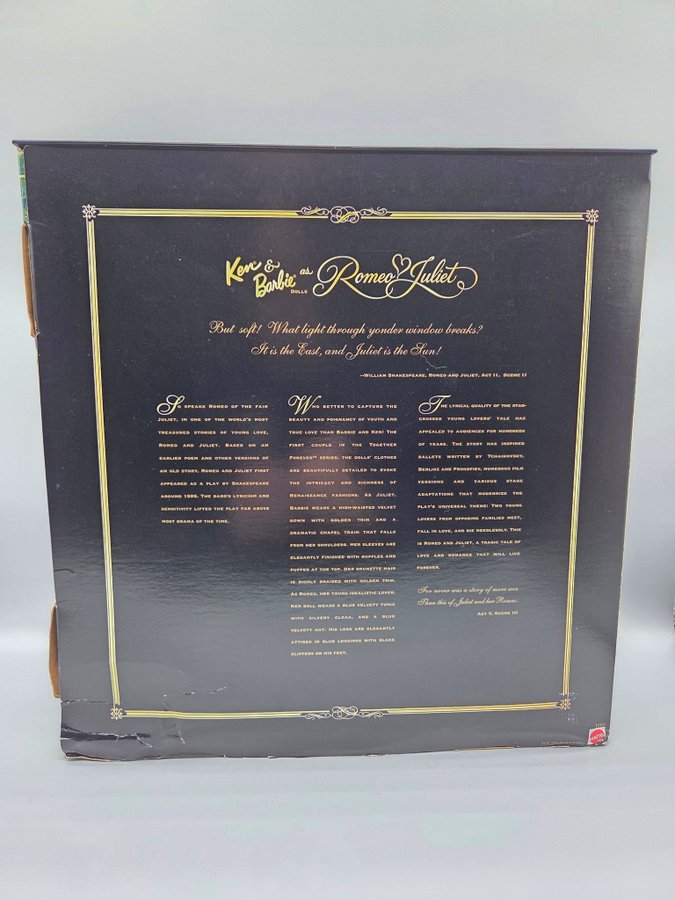 Ken & Barbie DOLLS as Romeo & Juliet
But soft! What light through yonder window breaks?
It is the East, and Juliet is the Sun!
—WILLIAM SHAKESPEARE, ROMEO AND JULIET, ACT II, SCENE II
SO SPEAKS ROMEO OF THE FAIR
JULIET, IN ONE OF THE WORLD'S MOST
TREASURED STORIES OF YOUNG LOVE,
ROMEO AND JULIET. BASED ON AN
EARLIER POEM AND OTHER VERSIONS OF
AN OLD STORY, ROMEO AND JULIET FIRST
APPEARED AS A PLAY BY SHAKESPEARE
AROUND 1595. THE BARD'S LYRICISM AND
SENSITIVITY LIFTED THE PLAY FAR ABOVE
MOST DRAMA OF THE TIME.
WHO BETTER TO CAPTURE THE
BEAUTY AND POIGNANCY OF YOUTH AND
TRUE LOVE THAN BARBIE AND KEN! THE
FIRST COUPLE IN THE TOGETHER
FOREVER™ SERIES, THE DOLLS' CLOTHES
ARE BEAUTIFULLY DETAILED TO EVOKE
THE INTRICACY AND RICHNESS OF
RENAISSANCE FASHIONS. AS JULIET,
BARBIE WEARS A HIGH-WAISTED VELVET
GOWN WITH GOLDEN TRIM AND A
DRAMATIC CHAPEL TRAIN THAT FALLS
FROM HER SHOULDERS. HER SLEEVES ARE
ELEGANTLY FINISHED WITH RUFFLES AND
PUFFED AT THE TOP. HER BRUNETTE HAIR
IS RICHLY BRAIDED WITH GOLDEN TRIM.
AS ROMEO, HER YOUNG IDEALISTIC LOVER,
KEN DOLL WEARS A BLUE VELVETY TUNIC
WITH SILVERY CLOAK, AND A BLUE
VELVETY HAT. HIS LEGS ARE ELEGANTLY
ATTIRED IN BLUE LEGGINGS WITH BLACK
SLIPPERS ON HIS FEET.
THE LYRICAL QUALITY OF THE STAR-
CROSSED YOUNG LOVERS' TALE HAS
APPEALED TO AUDIENCES FOR HUNDREDS
OF YEARS. THE STORY HAS INSPIRED
BALLETS WRITTEN BY TCHAIKOVSKY,
BERLIOS AND PROKOFIEV, NUMEROUS FILM
VERSIONS AND VARIOUS STAGE
ADAPTATIONS THAT MODERNIZE THE
PLAY'S UNIVERSAL THEME: TWO YOUNG
LOVERS FROM OPPOSING FAMILIES MEET,
FALL IN LOVE, AND DIE NEEDLESSLY. THIS
IS ROMEO AND JULIET, A TRAGIC TALE OF
LOVE AND ROMANCE THAT WILL LIVE
FOREVER.
For never was a story of more woe
Than this of Juliet and her Romeo.
ACT V, SCENE III
MATTEL